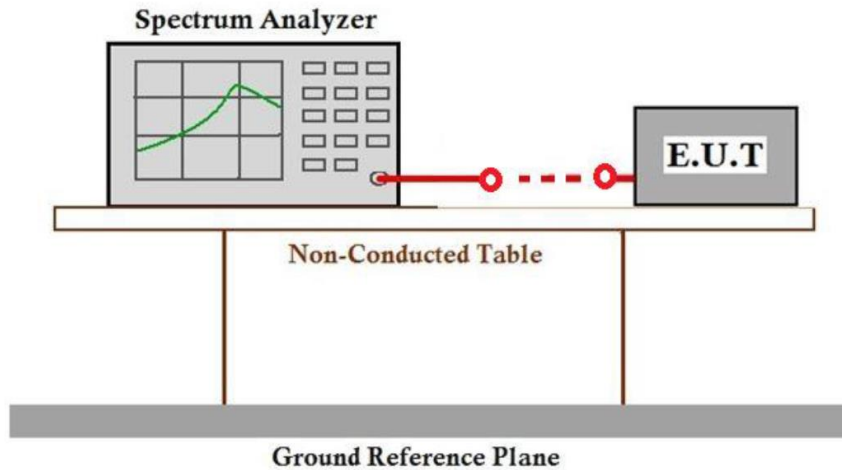 Spectrum Analyzer
E.U.T
Non-Conducted Table
Ground Reference Plane